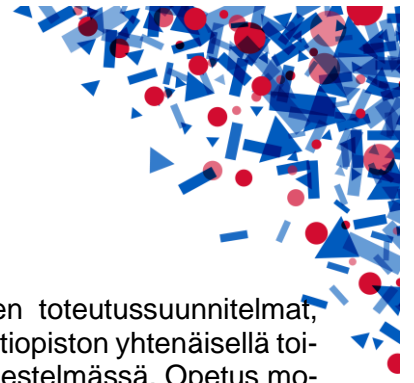 en toteutussuunnitelmat,
tiopiston yhtenäisellä toi-
estelmässä. Opetus mo-